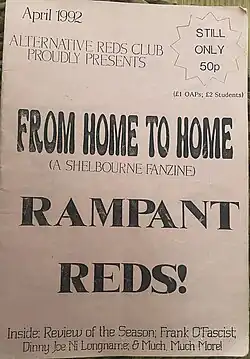 April 1992
ALTERNATIVE REDS CLUB
PROUDLY PRESENTS
STILL
ONLY
50p
(£1 OAPs; £2 Students)
FROM HOME TO HOME
(A SHELBOURNE FANZINE)
RAMPANT
REDS!
Inside: Review of the Season; Frank O'Fascist;
Dinny Joe Ni Longname; & Much, Much More!